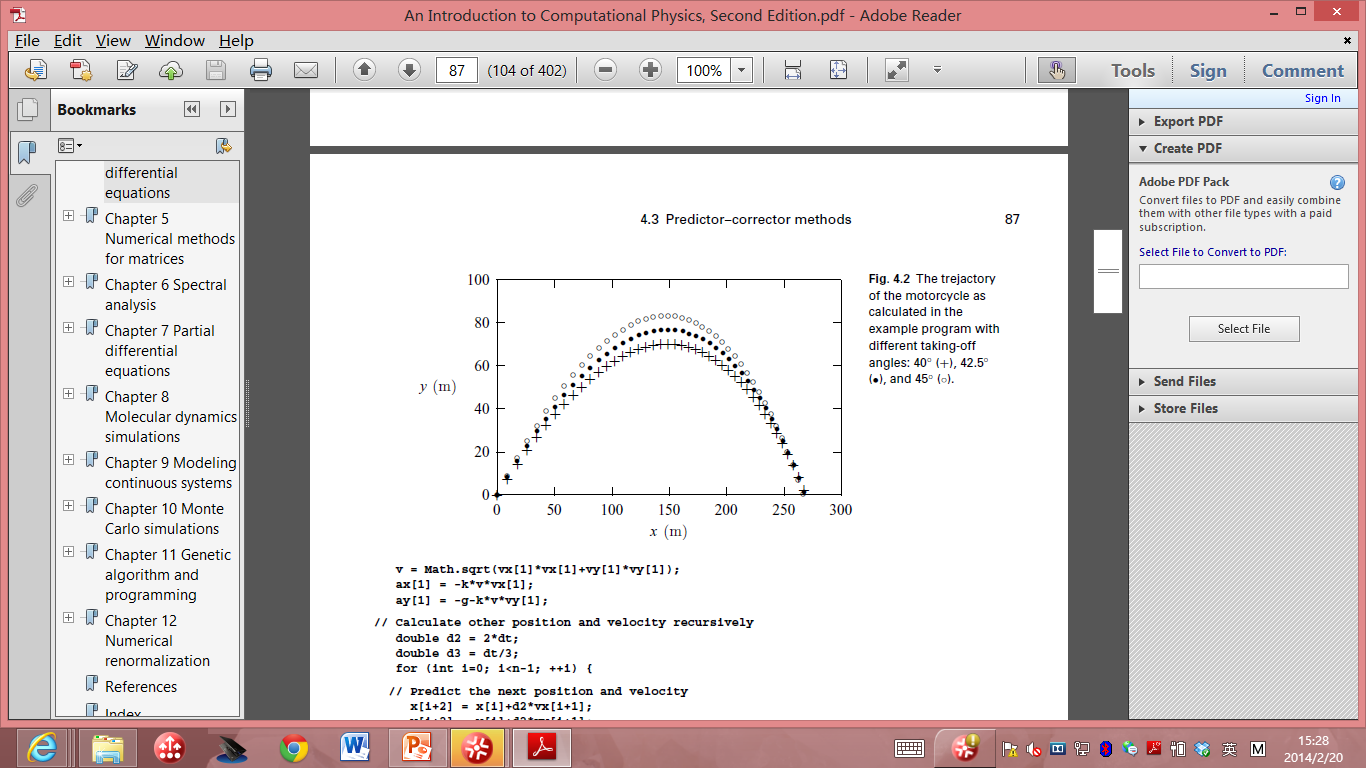 An Introduction to Computational Physics, Second Edition.pdf - Adobe Reader
File Edit View Window Help
87 (104 of 402) 100% Tools Sign Comment
Bookmarks
differential
equations
Chapter 5
Numerical methods
for matrices
Chapter 6 Spectral
analysis
Chapter 7 Partial
differential
equations
Chapter 8
Molecular dynamics
simulations
Chapter 9 Modeling
continuous systems
Chapter 10 Monte
Carlo simulations
Chapter 11 Genetic
algorithm and
programming
Chapter 12
Numerical
renormalization
References
Index
4.3 Predictor–corrector methods 87
100
80
60
40
20
0
y (m)
0 50 100 150 200 250 300
x (m)
Fig. 4.2 The trejactory
of the motorcycle as
calculated in the
example program with
different taking-off
angles: 40° (+), 42.5°
(●), and 45° (○).
v = Math.sqrt(vx[1]*vx[1]+vy[1]*vy[1]);
ax[1] = -k*v*vx[1];
ay[1] = -g-k*v*vy[1];
// Calculate other position and velocity recursively
double d2 = 2*dt;
double d3 = dt/3;
for (int i=0; i<n-1; ++i) {
// Predict the next position and velocity
x[i+2] = x[i]+d2*vx[i+1];
Sign In
Export PDF
Create PDF
Adobe PDF Pack
Convert files to PDF and easily combine
them with other file types with a paid
subscription.
Select File to Convert to PDF:
Select File
Send Files
Store Files
英 M
15:28
2014/2/20